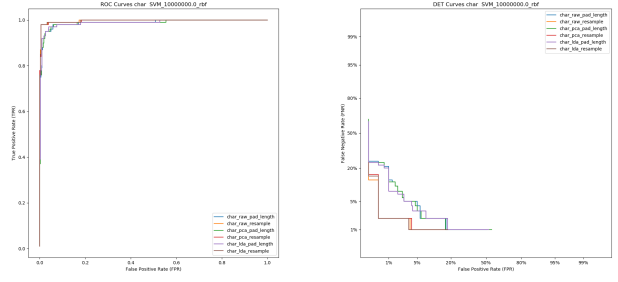 ROC Curves char  SVM_10000000.0_rbf
True Positive Rate (TPR)
1.0
0.8
0.6
0.4
0.2
0.0
0.0 0.2 0.4 0.6 0.8 1.0
False Positive Rate (FPR)
char_raw_pad_length
char_raw_resample
char_pca_pad_length
char_pca_resample
char_lda_pad_length
char_lda_resample
DET Curves char  SVM_10000000.0_rbf
False Negative Rate (FNR)
99%
95%
80%
50%
20%
5%
1%
1% 5% 20% 50% 80% 95% 99%
False Positive Rate (FPR)
char_raw_pad_length
char_raw_resample
char_pca_pad_length
char_pca_resample
char_lda_pad_length
char_lda_resample